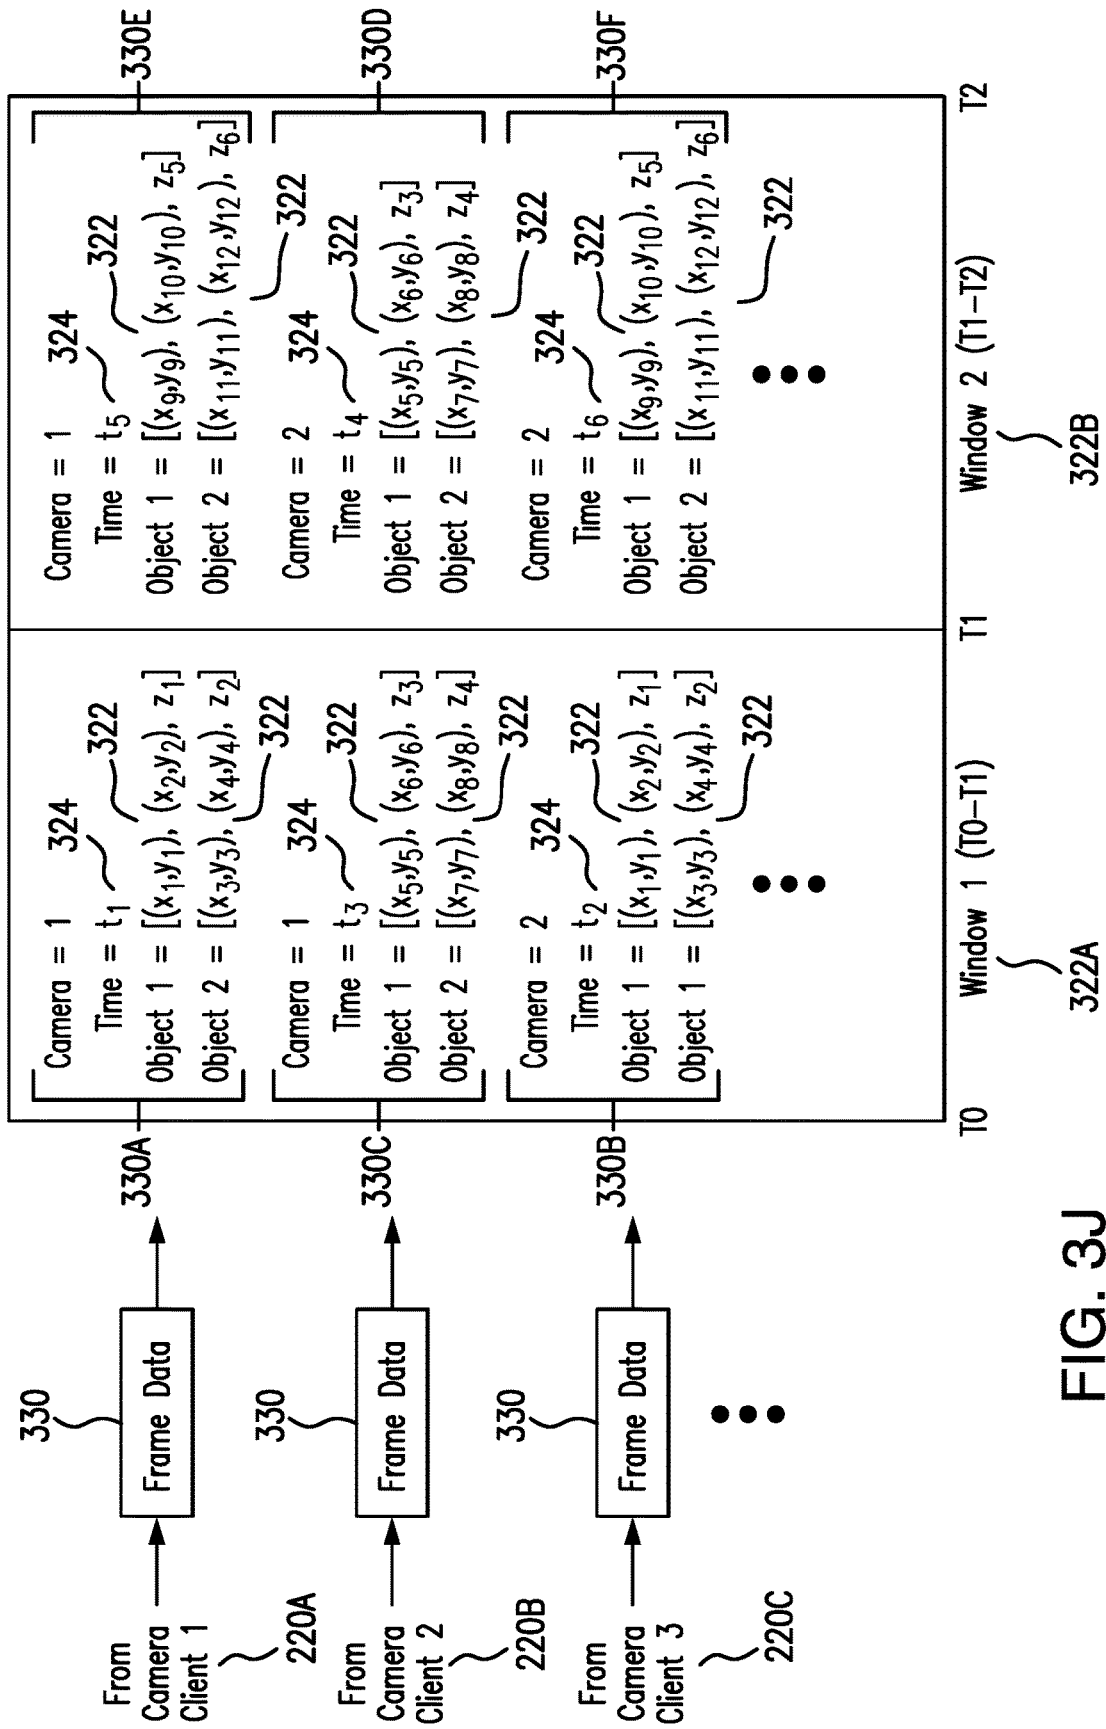 From
Camera
Client 1
220A
330
Frame Data
330A
Camera = 1
324
Time = t₁
322
Object 1 = [(x₁,y₁), (x₂,y₂), z₁]
Object 2 = [(x₃,y₃), (x₄,y₄), z₂]
322
Camera = 1
324
Time = t₅
322
Object 1 = [(x₉,y₉), (x₁₀,y₁₀), z₅]
Object 2 = [(x₁₁,y₁₁), (x₁₂,y₁₂), z₆]
322
330E
From
Camera
Client 2
220B
330
Frame Data
330C
Camera = 1
324
Time = t₃
322
Object 1 = [(x₅,y₅), (x₆,y₆), z₃]
Object 2 = [(x₇,y₇), (x₈,y₈), z₄]
322
Camera = 2
324
Time = t₄
322
Object 1 = [(x₅,y₅), (x₆,y₆), z₃]
Object 2 = [(x₇,y₇), (x₈,y₈), z₄]
322
330D
From
Camera
Client 3
220C
330
Frame Data
330B
Camera = 2
324
Time = t₂
322
Object 1 = [(x₁,y₁), (x₂,y₂), z₁]
Object 1 = [(x₃,y₃), (x₄,y₄), z₂]
322
Camera = 2
324
Time = t₆
322
Object 1 = [(x₉,y₉), (x₁₀,y₁₀), z₅]
Object 2 = [(x₁₁,y₁₁), (x₁₂,y₁₂), z₆]
322
330F
T0
Window 1 (T0−T1)
T1
Window 2 (T1−T2)
T2
322A
322B
FIG. 3J